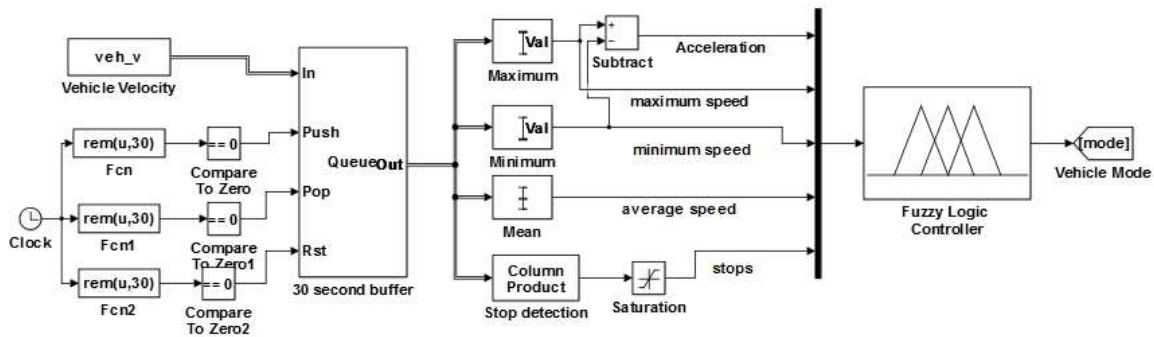 veh_v
Vehicle Velocity
Clock
rem(u,30)
Fcn
== 0
Compare
To Zero
rem(u,30)
Fcn1
== 0
Compare
To Zero1
rem(u,30)
Fcn2
== 0
Compare
To Zero2
In
Push
Pop
Rst
Queue
Out
30 second buffer
Val
Maximum
Val
Minimum
Mean
Column
Product
Stop detection
+
−
Subtract
Saturation
Acceleration
maximum speed
minimum speed
average speed
stops
Fuzzy Logic
Controller
[mode]
Vehicle Mode